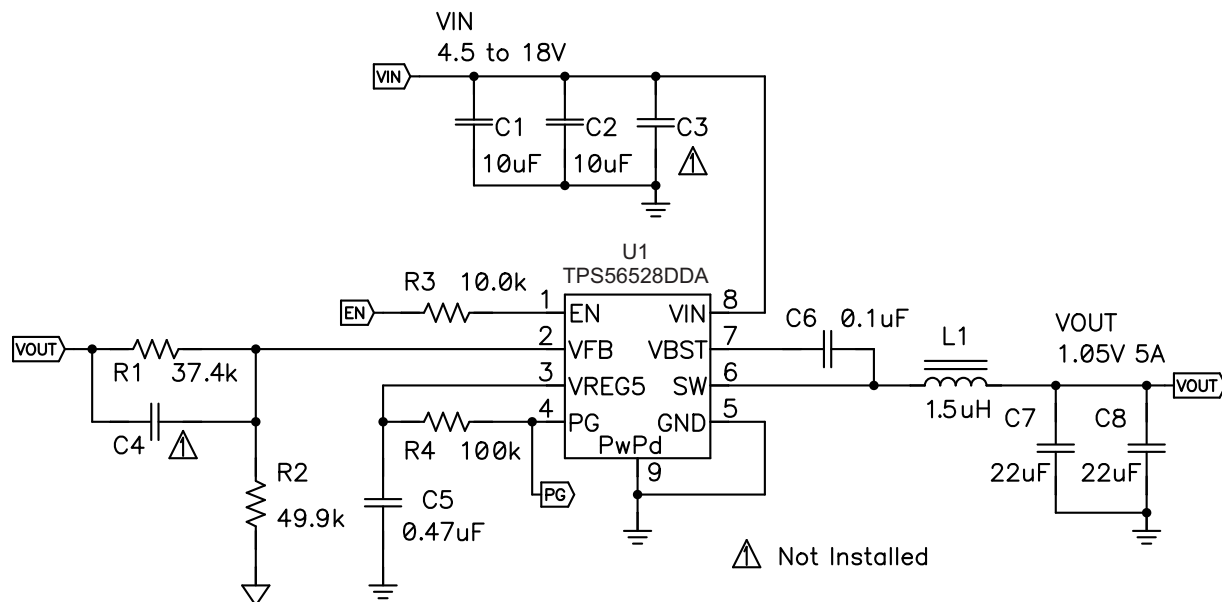 VIN
4.5 to 18V
VIN
C1
10uF
C2
10uF
C3
1
U1
TPS56528DDA
R3 10.0k
EN
1
EN
VIN
8
2
VFB
VBST
7
3
VREG5
SW
6
4
PG
GND
5
PwPd
9
C6 0.1uF
L1
1.5uH
VOUT
1.05V 5A
VOUT
C7
22uF
C8
22uF
VOUT
R1 37.4k
C4
1
R2
49.9k
R4 100k
PG
C5
0.47uF
1 Not Installed